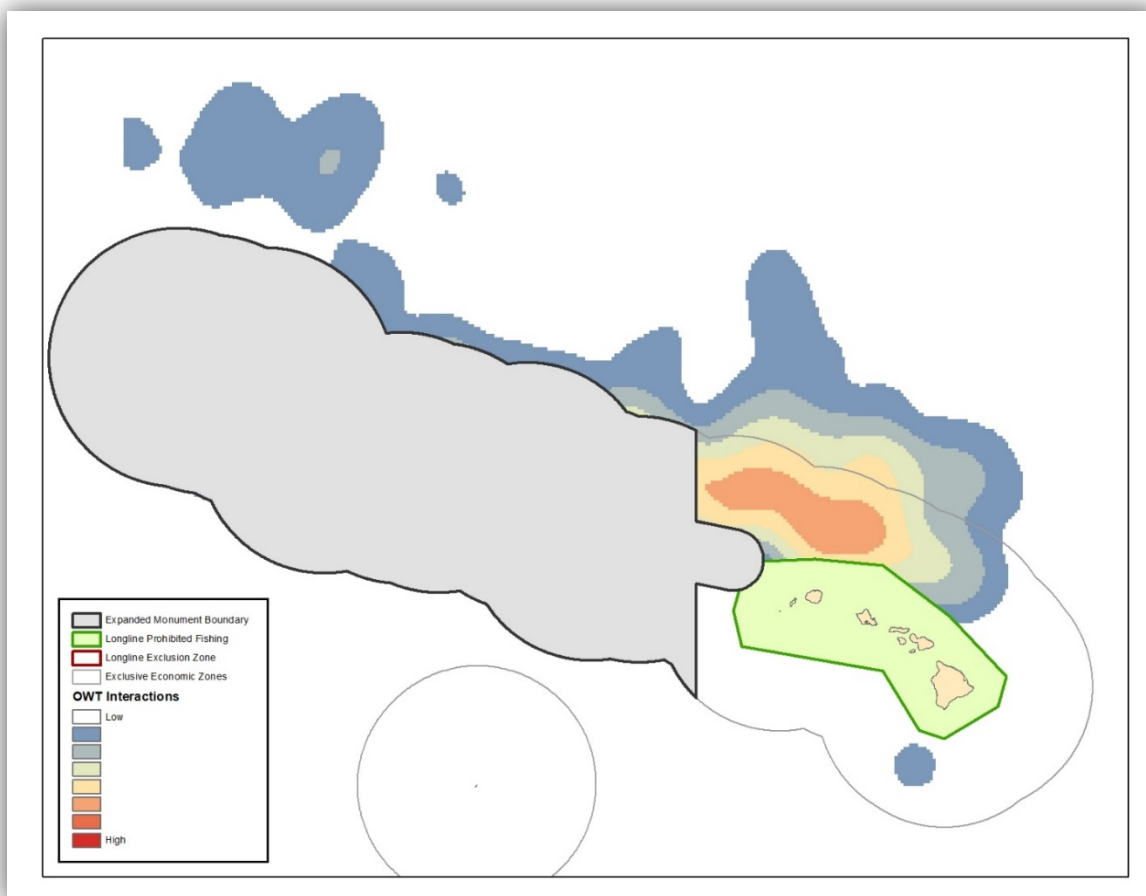 Expanded Monument Boundary
Longline Prohibited Fishing
Longline Exclusion Zone
Exclusive Economic Zones
OWT Interactions
Low
High